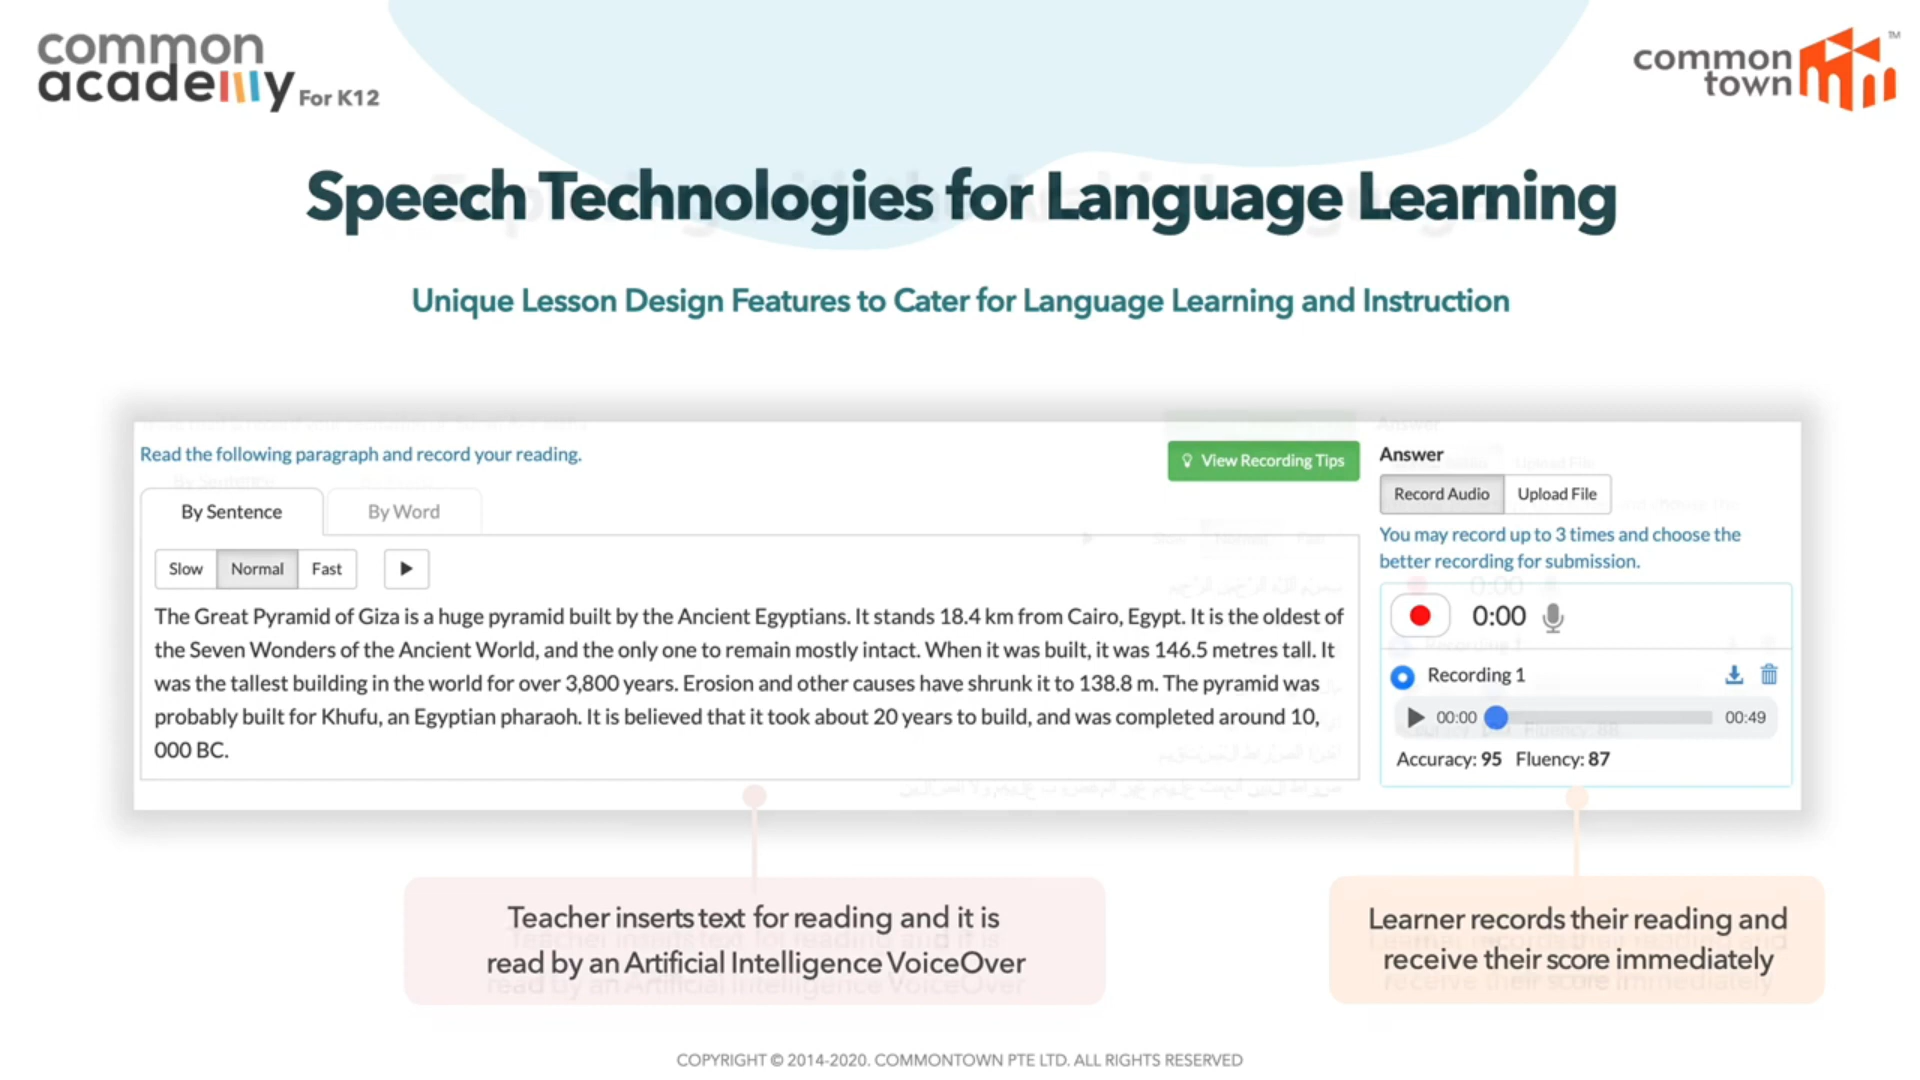 common
academy For K12
common
town
TM
Speech Technologies for Language Learning
Unique Lesson Design Features to Cater for Language Learning and Instruction
Read the following paragraph and record your reading.
View Recording Tips
By Sentence
By Word
Slow
Normal
Fast
The Great Pyramid of Giza is a huge pyramid built by the Ancient Egyptians. It stands 18.4 km from Cairo, Egypt. It is the oldest of
the Seven Wonders of the Ancient World, and the only one to remain mostly intact. When it was built, it was 146.5 metres tall. It
was the tallest building in the world for over 3,800 years. Erosion and other causes have shrunk it to 138.8 m. The pyramid was
probably built for Khufu, an Egyptian pharaoh. It is believed that it took about 20 years to build, and was completed around 10,
000 BC.
Answer
Record Audio
Upload File
You may record up to 3 times and choose the
better recording for submission.
0:00
Recording 1
00:00
00:49
Accuracy: 95 Fluency: 87
Teacher inserts text for reading and it is
read by an Artificial Intelligence VoiceOver
Learner records their reading and
receive their score immediately
COPYRIGHT © 2014-2020. COMMONTOWN PTE LTD. ALL RIGHTS RESERVED